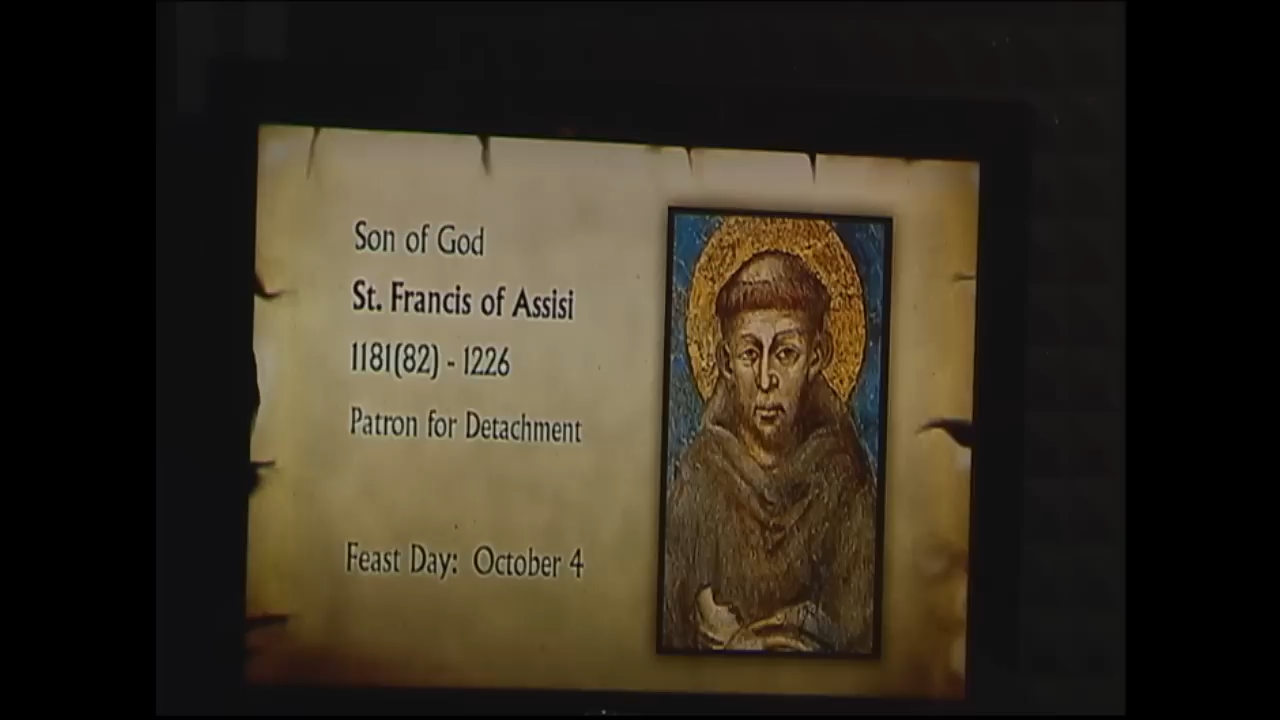 Son of God
St. Francis of Assisi
1181(82) - 1226
Patron for Detachment
Feast Day: October 4